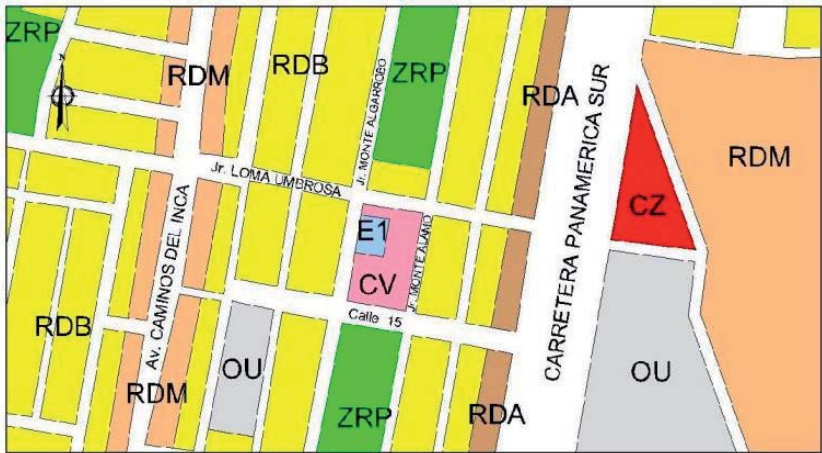 ZRP
N
RDM
RDB
ZRP
RDA
CARRETERA PANAMERICA SUR
RDM
Jr. MONTE ALGARROBO
Jr. LOMA UMBROSA
CZ
E1
CV
Jr. MONTE ALAMO
Calle 15
Av. CAMINOS DEL INCA
RDB
OU
OU
RDM
ZRP
RDA